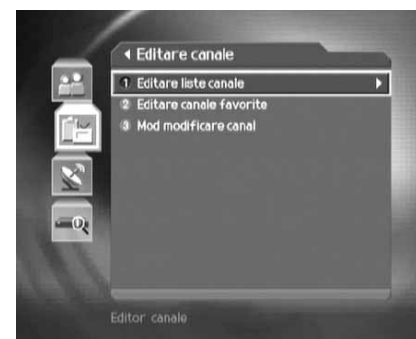 Editare canale
1 Editare liste canale
2 Editare canale favorite
3 Mod modificare canal
Editor canale